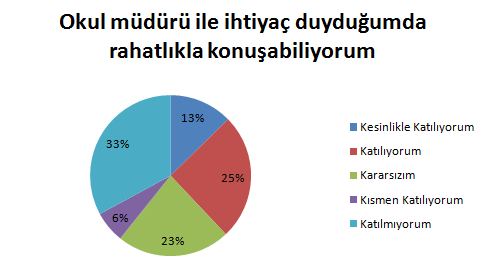 Okul müdürü ile ihtiyaç duyduğumda
rahatlıkla konuşabiliyorum
13%
25%
23%
6%
33%
Kesinlikle Katılıyorum
Katılıyorum
Kararsızım
Kısmen Katılıyorum
Katılmıyorum